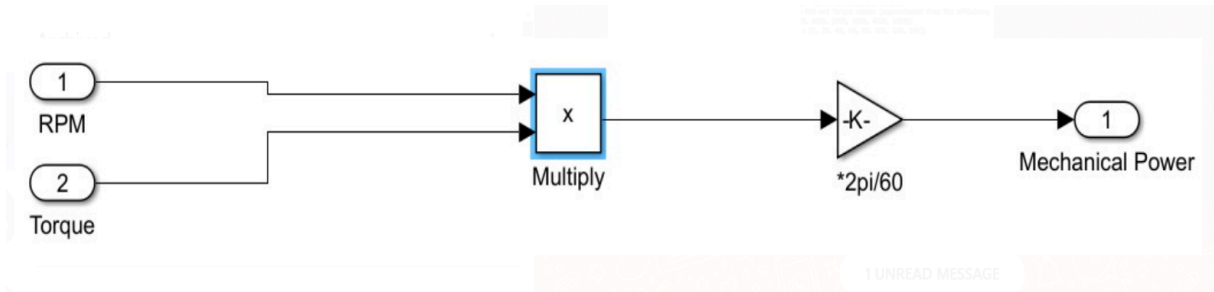 1
RPM
2
Torque
x
Multiply
-K-
*2pi/60
1
Mechanical Power
1 UNREAD MESSAGE